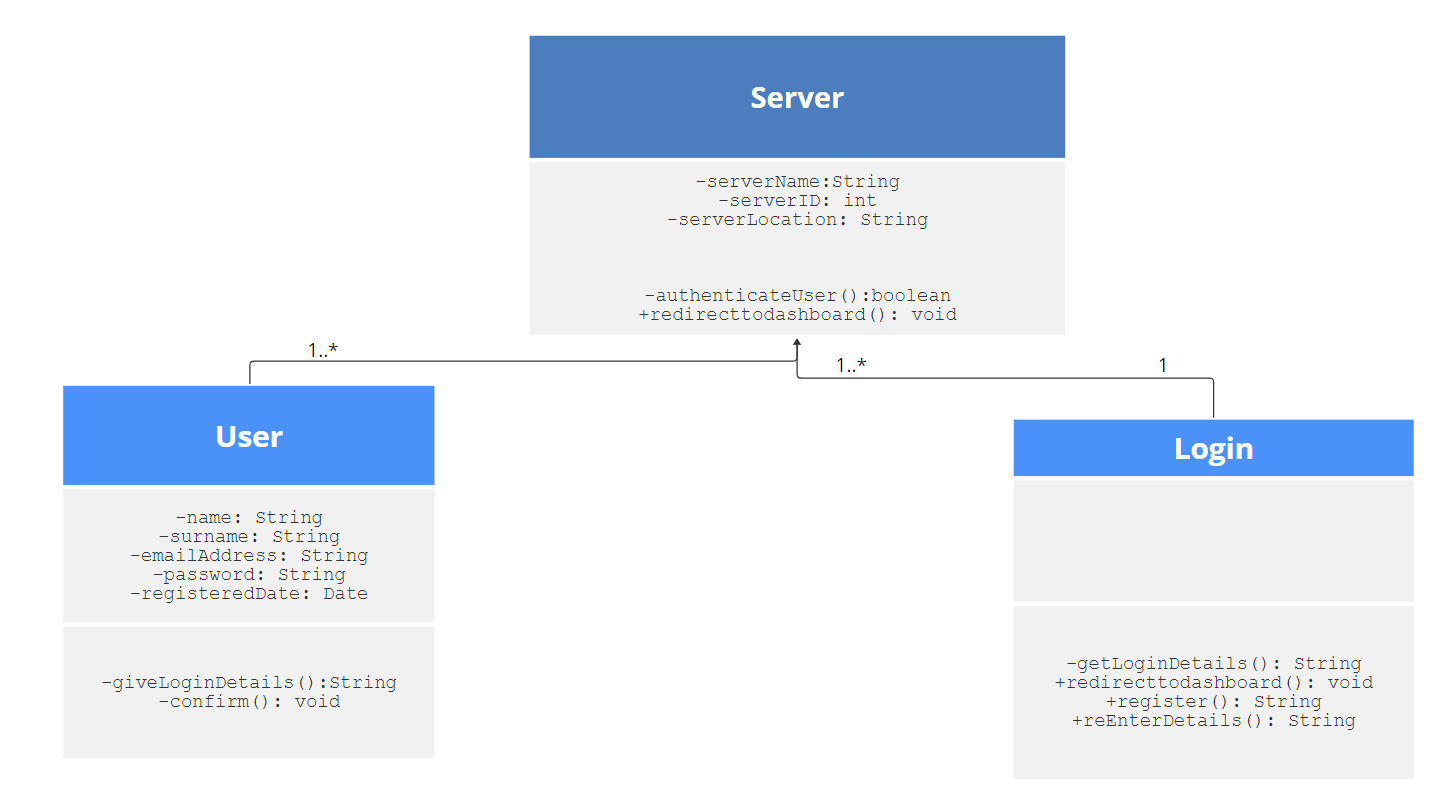 Server
-serverName:String
-serverID: int
-serverLocation: String
-authenticateUser():boolean
+redirecttodashboard(): void
1..*
1..*
1
User
-name: String
-surname: String
-emailAddress: String
-password: String
-registeredDate: Date
-giveLoginDetails():String
-confirm(): void
Login
-getLoginDetails(): String
+redirecttodashboard(): void
+register(): String
+reEnterDetails(): String